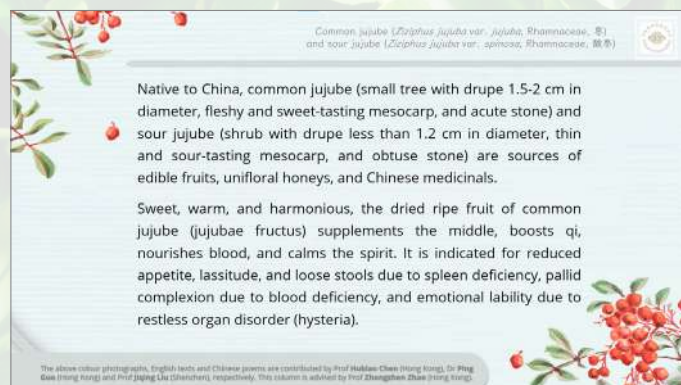 Common jujube (Ziziphus jujuba var. jujuba, Rhamnaceae, 棗)
and sour jujube (Ziziphus jujuba var. spinosa, Rhamnaceae, 酸棗)
Native to China, common jujube (small tree with drupe 1.5-2 cm in
diameter, fleshy and sweet-tasting mesocarp, and acute stone) and
sour jujube (shrub with drupe less than 1.2 cm in diameter, thin
and sour-tasting mesocarp, and obtuse stone) are sources of
edible fruits, unifloral honeys, and Chinese medicinals.
Sweet, warm, and harmonious, the dried ripe fruit of common
jujube (jujubae fructus) supplements the middle, boosts qi,
nourishes blood, and calms the spirit. It is indicated for reduced
appetite, lassitude, and loose stools due to spleen deficiency, pallid
complexion due to blood deficiency, and emotional lability due to
restless organ disorder (hysteria).
The above colour photographs, English texts and Chinese poems are contributed by Prof Hubiao Chen (Hong Kong), Dr Ping
Guo (Hong Kong) and Prof Jiqing Liu (Shenzhen), respectively. This column is advised by Prof Zhongzhen Zhao (Hong Kong).